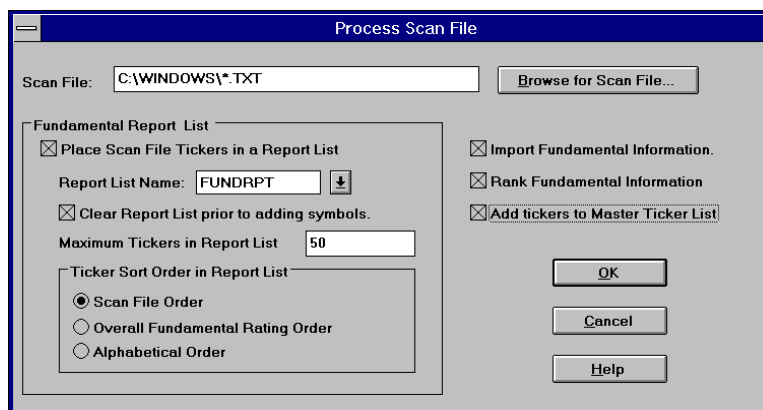 Process Scan File
Scan File: C:\WINDOWS\*.TXT Browse for Scan File...
Fundamental Report List
Place Scan File Tickers in a Report List
Report List Name: FUNDRPT
Clear Report List prior to adding symbols.
Maximum Tickers in Report List 50
Ticker Sort Order in Report List
Scan File Order
Overall Fundamental Rating Order
Alphabetical Order
Import Fundamental Information.
Rank Fundamental Information
Add tickers to Master Ticker List
OK
Cancel
Help